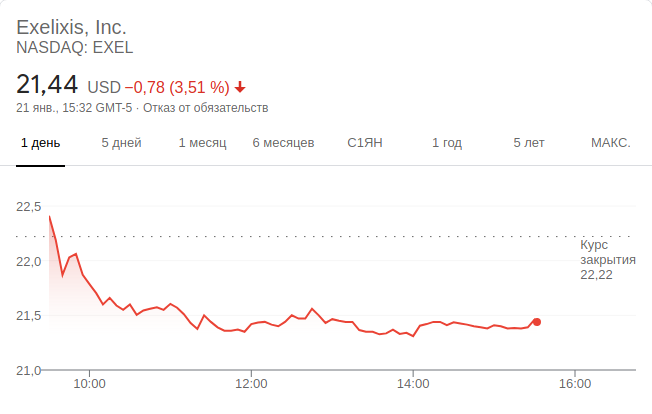 Exelixis, Inc.
NASDAQ: EXEL
21,44 USD −0,78 (3,51 %)
21 янв., 15:32 GMT-5 · Отказ от обязательств
1 день 5 дней 1 месяц 6 месяцев С1ЯН 1 год 5 лет МАКС.
22,5
Курс
закрытия
22,22
22,0
21,5
21,0
10:00 12:00 14:00 16:00